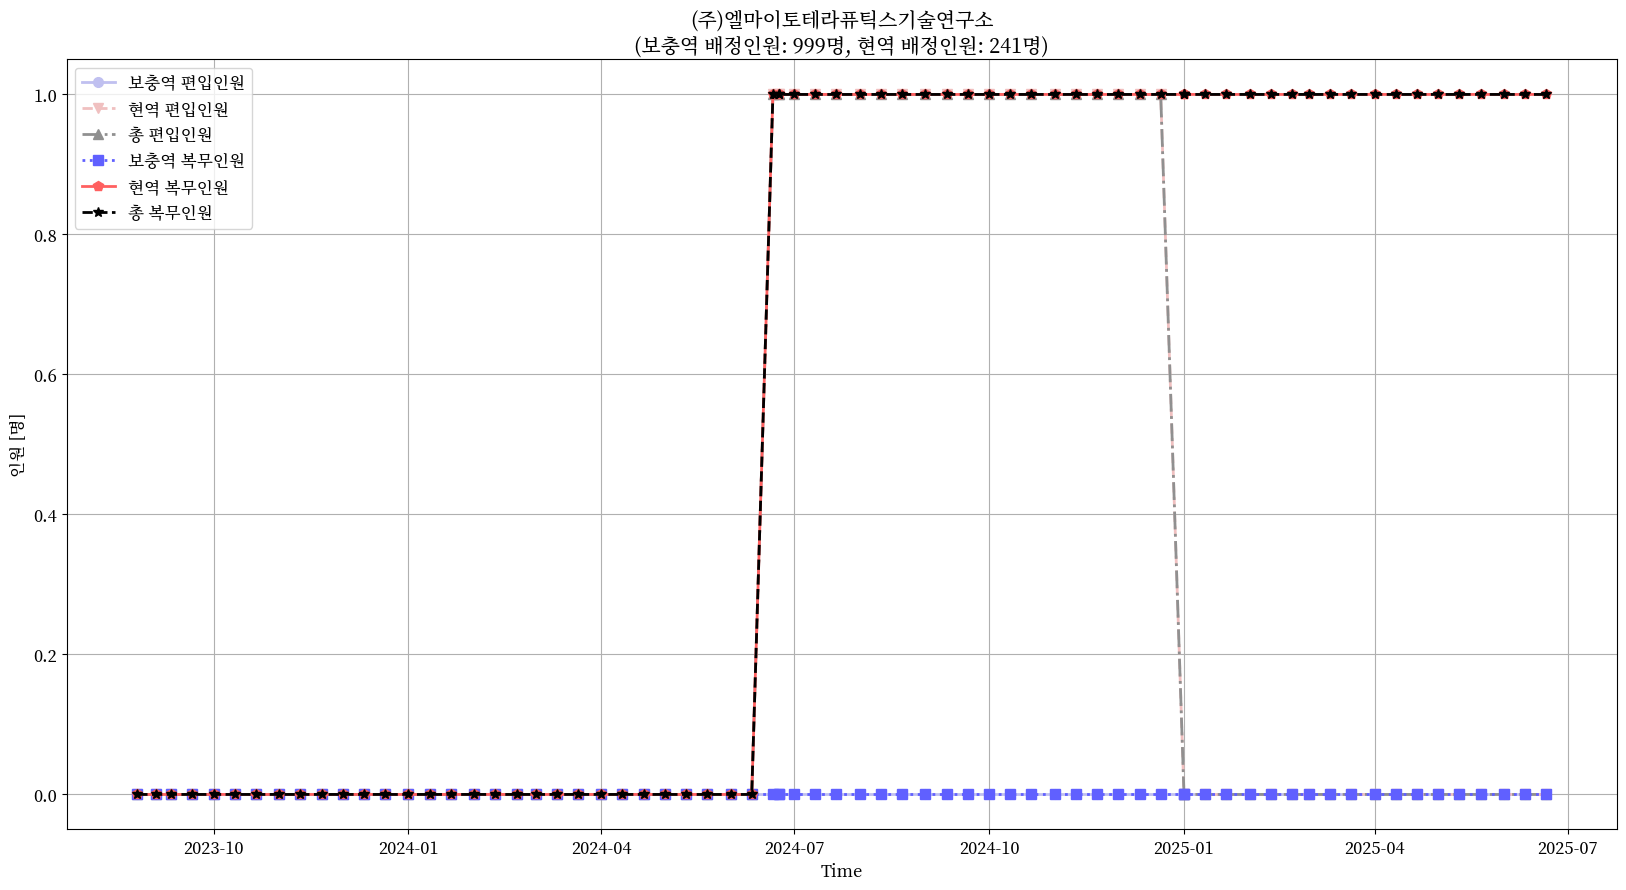 (주)엘마이토테라퓨틱스기술연구소
(보충역 배정인원: 999명, 현역 배정인원: 241명)
보충역 편입인원
현역 편입인원
총 편입인원
보충역 복무인원
현역 복무인원
총 복무인원
인원 [명]
1.0
0.8
0.6
0.4
0.2
0.0
2023-10
2024-01
2024-04
2024-07
2024-10
2025-01
2025-04
2025-07
Time